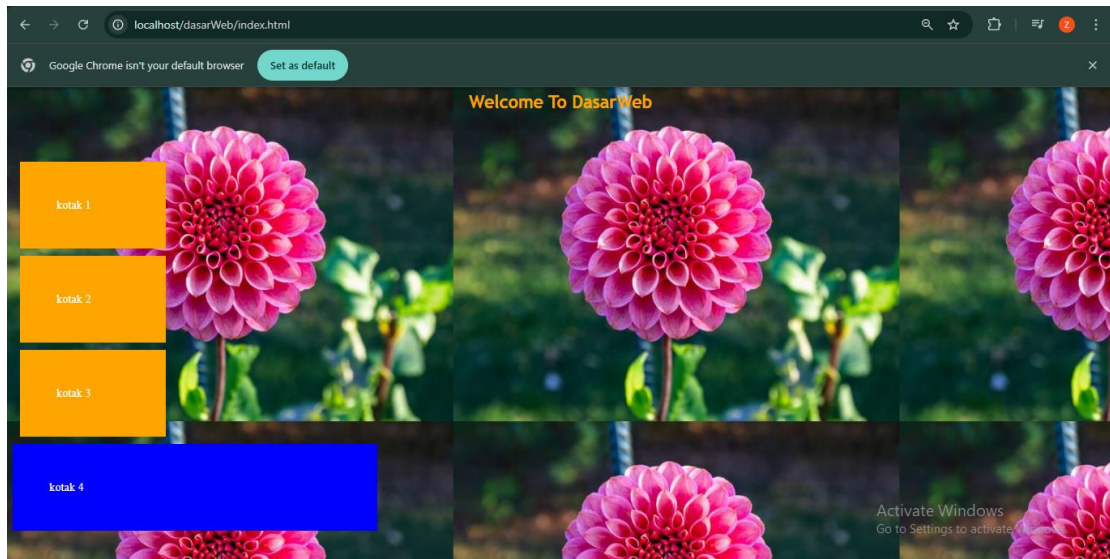 localhost/dasarWeb/index.html
Z
Google Chrome isn't your default browser
Set as default
Welcome To DasarWeb
kotak 1
kotak 2
kotak 3
kotak 4
Activate Windows
Go to Settings to activate Windows.